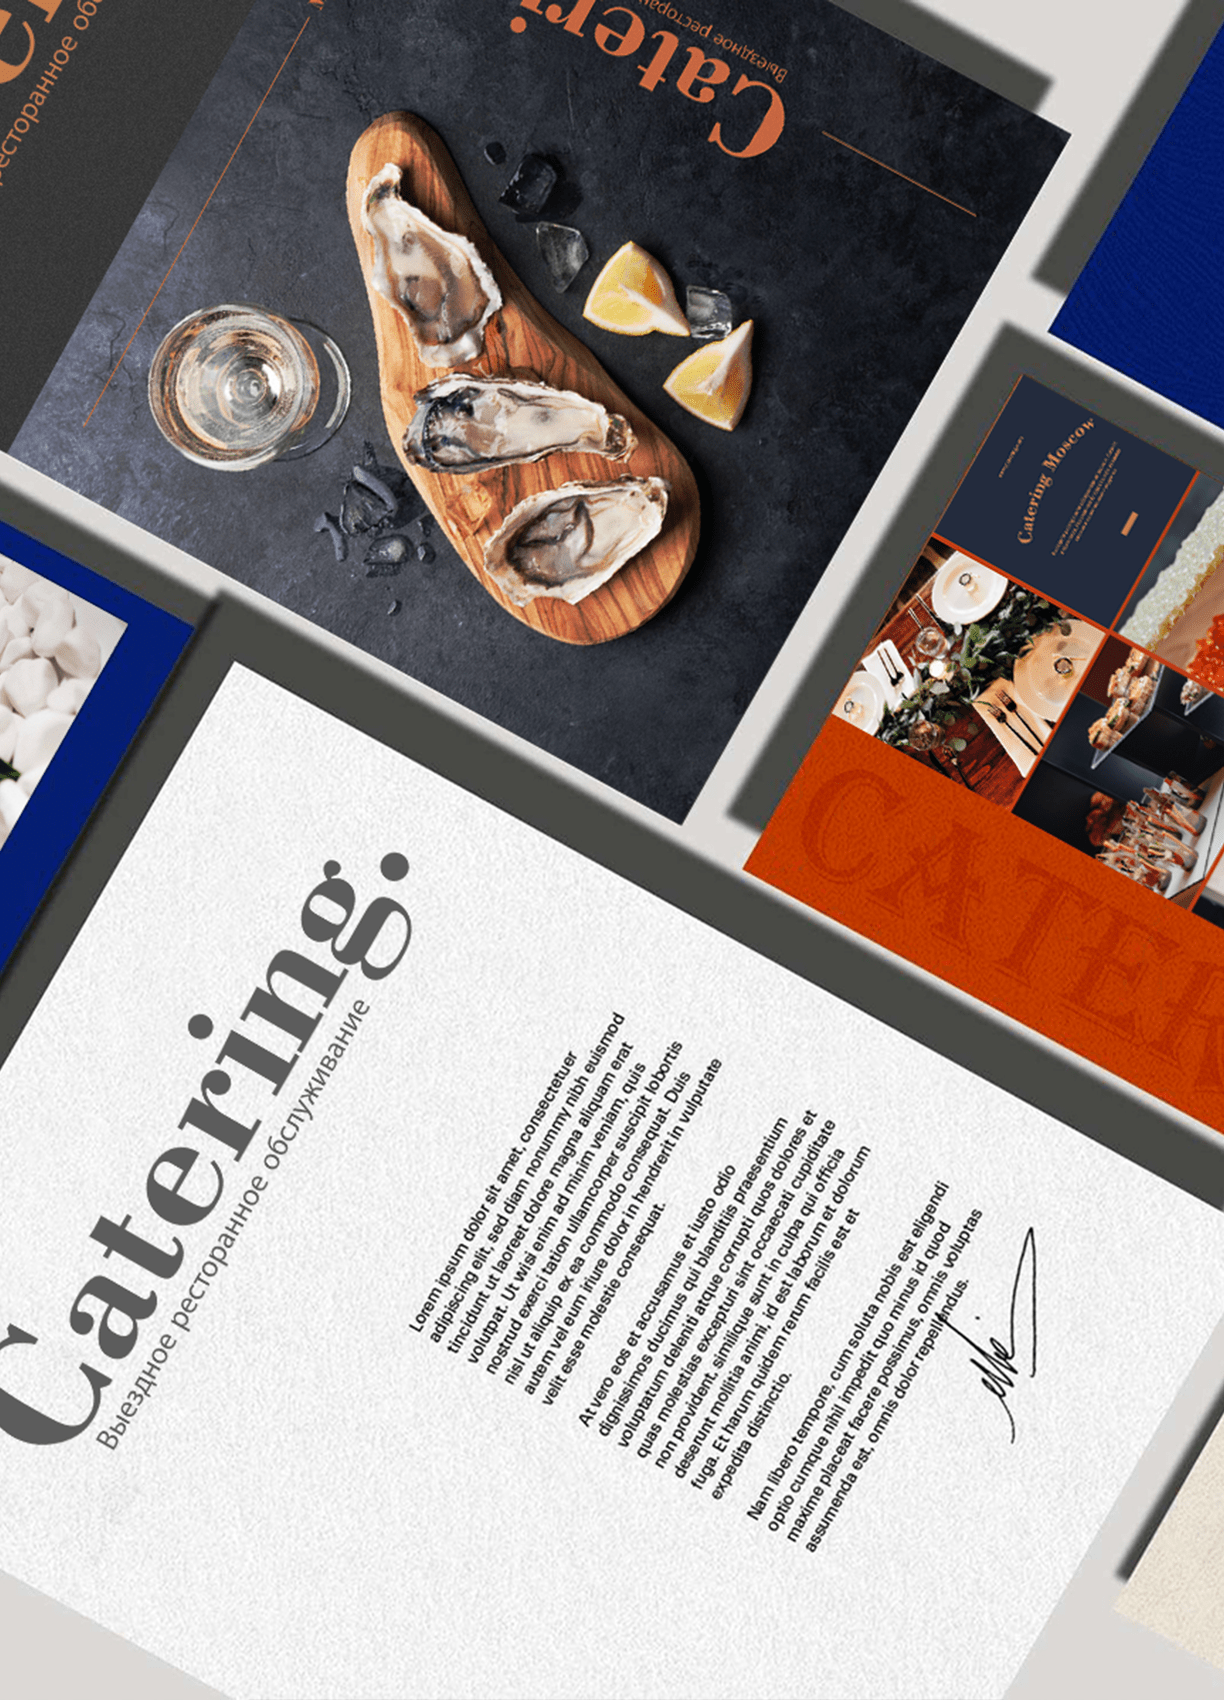 ресторанное об
Cateri
Выездное ресторан
Catering Moscow
CATER
Catering.
Выездное ресторанное обслуживание
Lorem ipsum dolor sit amet, consectetuer
adipiscing elit, sed diam nonummy nibh euismod
tincidunt ut laoreet dolore magna aliquam erat
volutpat. Ut wisi enim ad minim veniam, quis
nostrud exerci tation ullamcorper suscipit lobortis
nisl ut aliquip ex ea commodo consequat. Duis
autem vel eum iriure dolor in hendrerit in vulputate
velit esse molestie consequat.
At vero eos et accusamus et iusto odio
dignissimos ducimus qui blanditiis praesentium
voluptatum deleniti atque corrupti quos dolores et
quas molestias excepturi sint occaecati cupiditate
non provident, similique sunt in culpa qui officia
deserunt mollitia animi, id est laborum et dolorum
fuga. Et harum quidem rerum facilis est et
expedita distinctio.
Nam libero tempore, cum soluta nobis est eligendi
optio cumque nihil impedit quo minus id quod
maxime placeat facere possimus, omnis voluptas
assumenda est, omnis dolor repellendus.